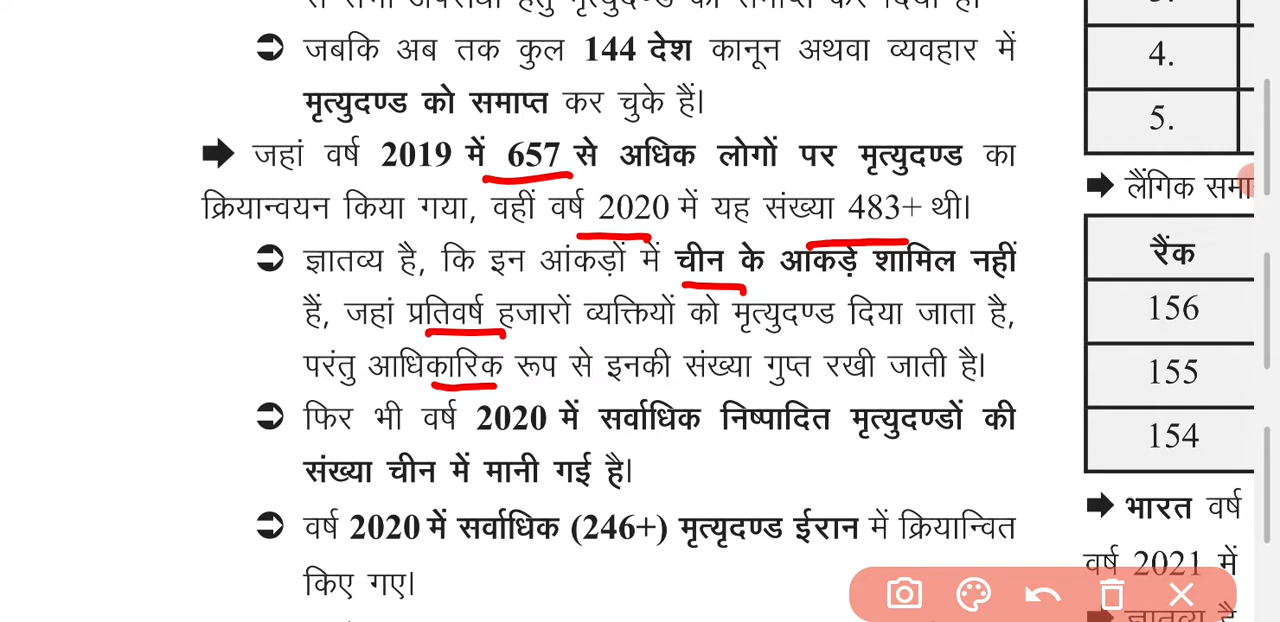 जबकि अब तक कुल 144 देश कानून अथवा व्यवहार में
मृत्युदण्ड को समाप्त कर चुके हैं।
जहां वर्ष 2019 में 657 से अधिक लोगों पर मृत्युदण्ड का
क्रियान्वयन किया गया, वहीं वर्ष 2020 में यह संख्या 483+ थी।
ज्ञातव्य है, कि इन आंकड़ों में चीन के आंकड़े शामिल नहीं
हैं, जहां प्रतिवर्ष हजारों व्यक्तियों को मृत्युदण्ड दिया जाता है,
परंतु आधिकारिक रूप से इनकी संख्या गुप्त रखी जाती है।
फिर भी वर्ष 2020 में सर्वाधिक निष्पादित मृत्युदण्डों की
संख्या चीन में मानी गई है।
वर्ष 2020 में सर्वाधिक (246+) मृत्यृदण्ड ईरान में क्रियान्वित
किए गए।
4.
5.
लैंगिक समा
रैंक
156
155
154
भारत वर्ष
वर्ष 2021 में